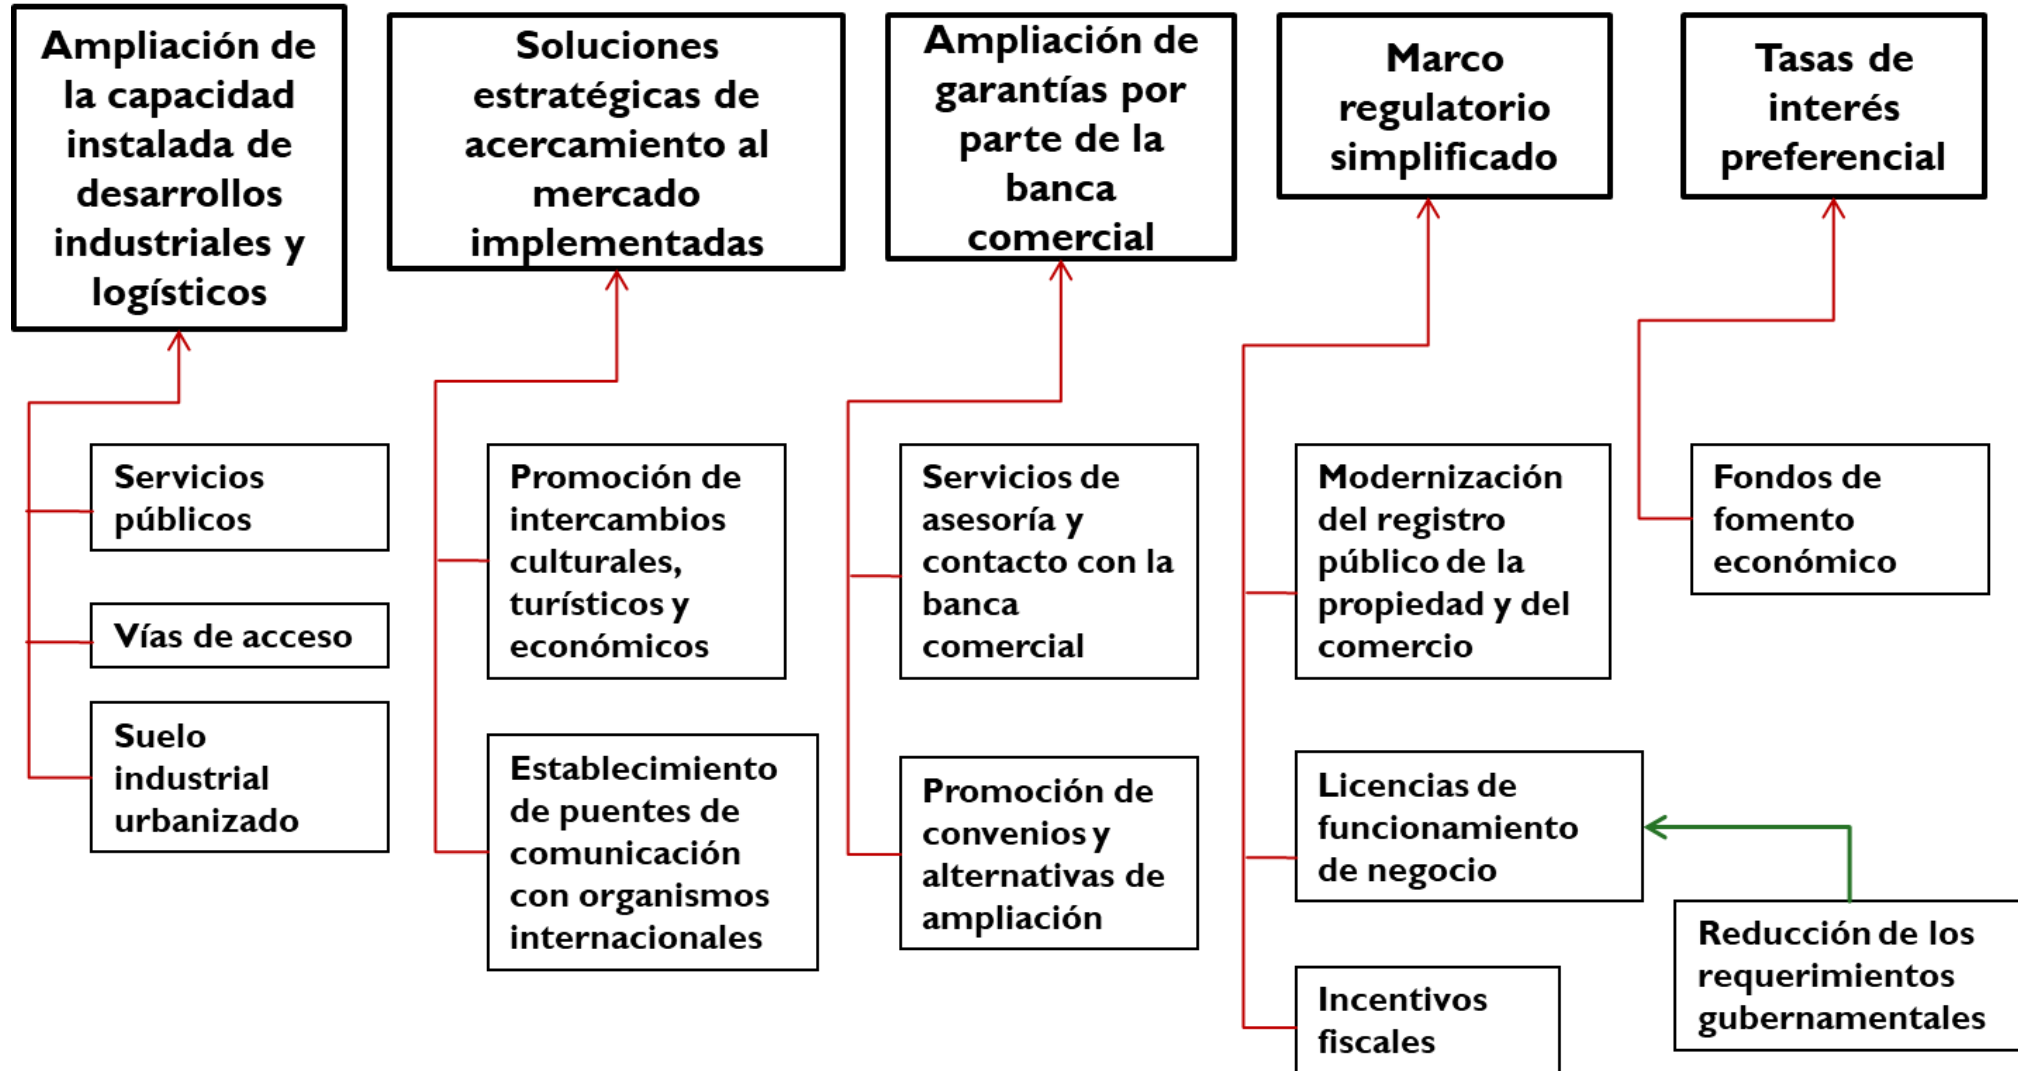 Ampliación de
la capacidad
instalada de
desarrollos
industriales y
logísticos
Soluciones
estratégicas de
acercamiento al
mercado
implementadas
Ampliación de
garantías por
parte de la
banca
comercial
Marco
regulatorio
simplificado
Tasas de
interés
preferencial
Servicios
públicos
Vías de acceso
Suelo
industrial
urbanizado
Promoción de
intercambios
culturales,
turísticos y
económicos
Establecimiento
de puentes de
comunicación
con organismos
internacionales
Servicios de
asesoría y
contacto con la
banca
comercial
Promoción de
convenios y
alternativas de
ampliación
Modernización
del registro
público de la
propiedad y del
comercio
Licencias de
funcionamiento
de negocio
Incentivos
fiscales
Fondos de
fomento
económico
Reducción de los
requerimientos
gubernamentales